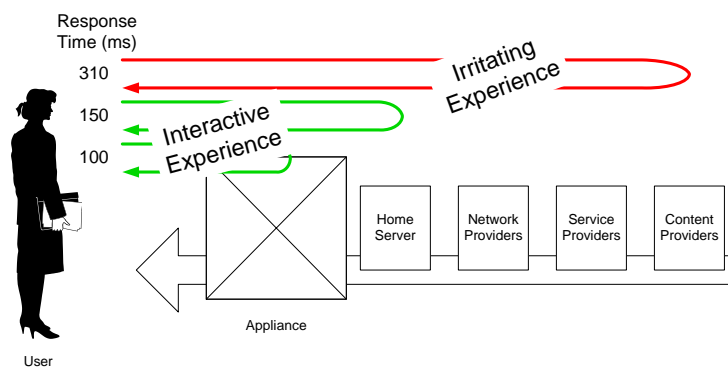 Response
Time (ms)
310
150
100
Irritating
Experience
Interactive
Experience
Home
Server
Network
Providers
Service
Providers
Content
Providers
Appliance
User